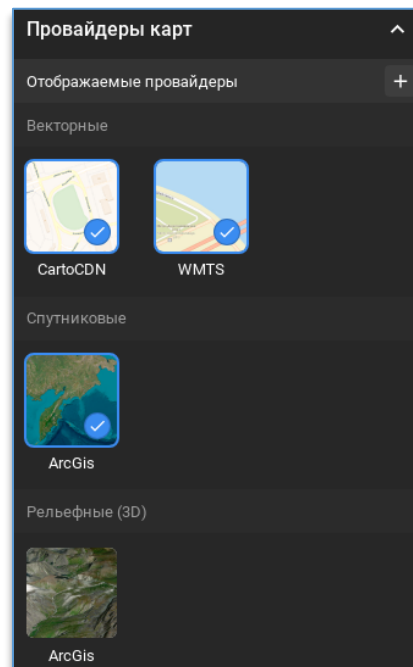 Провайдеры карт
Отображаемые провайдеры
Векторные
CartoCDN WMTS
Спутниковые
ArcGis
Рельефные (3D)
ArcGis